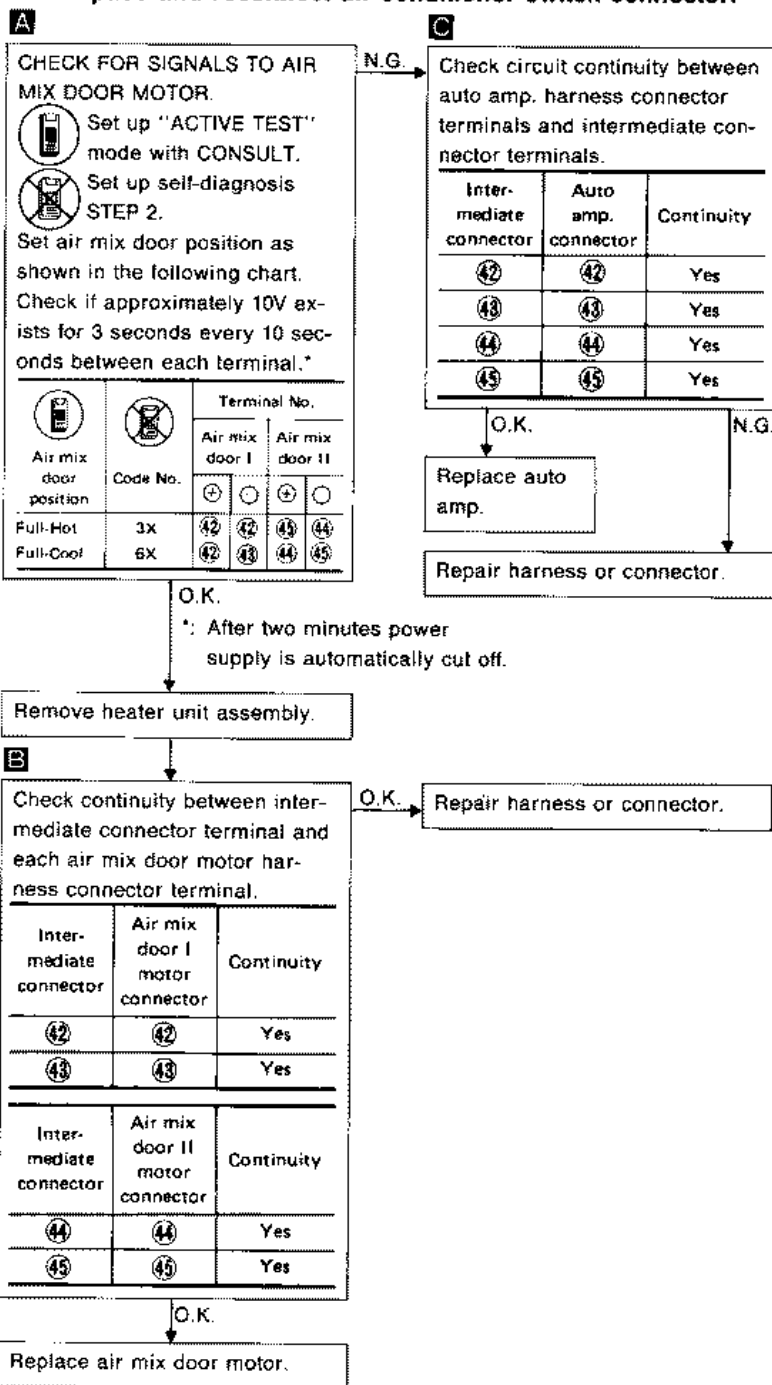 A
CHECK FOR SIGNALS TO AIR
MIX DOOR MOTOR.
Set up "ACTIVE TEST"
mode with CONSULT.
Set up self-diagnosis
STEP 2.
Set air mix door position as
shown in the following chart.
Check if approximately 10V ex-
ists for 3 seconds every 10 sec-
onds between each terminal.*
Air mix
door
position
Code No.
Terminal No.
Air mix
door I
Air mix
door II
⊕ ○ ⊕ ○
Full-Hot 3X 42 42 45 44
Full-Cool 6X 42 43 44 45
N.G.
C
Check circuit continuity between
auto amp. harness connector
terminals and intermediate con-
nector terminals.
Inter-
mediate
connector
Auto
amp.
connector
Continuity
42 42 Yes
43 43 Yes
44 44 Yes
45 45 Yes
O.K.
N.G.
Replace auto
amp.
Repair harness or connector.
O.K.
*: After two minutes power
supply is automatically cut off.
Remove heater unit assembly.
B
Check continuity between inter-
mediate connector terminal and
each air mix door motor har-
ness connector terminal.
Inter-
mediate
connector
Air mix
door I
motor
connector
Continuity
42 42 Yes
43 43 Yes
Inter-
mediate
connector
Air mix
door II
motor
connector
Continuity
44 44 Yes
45 45 Yes
O.K.
Repair harness or connector.
O.K.
Replace air mix door motor.